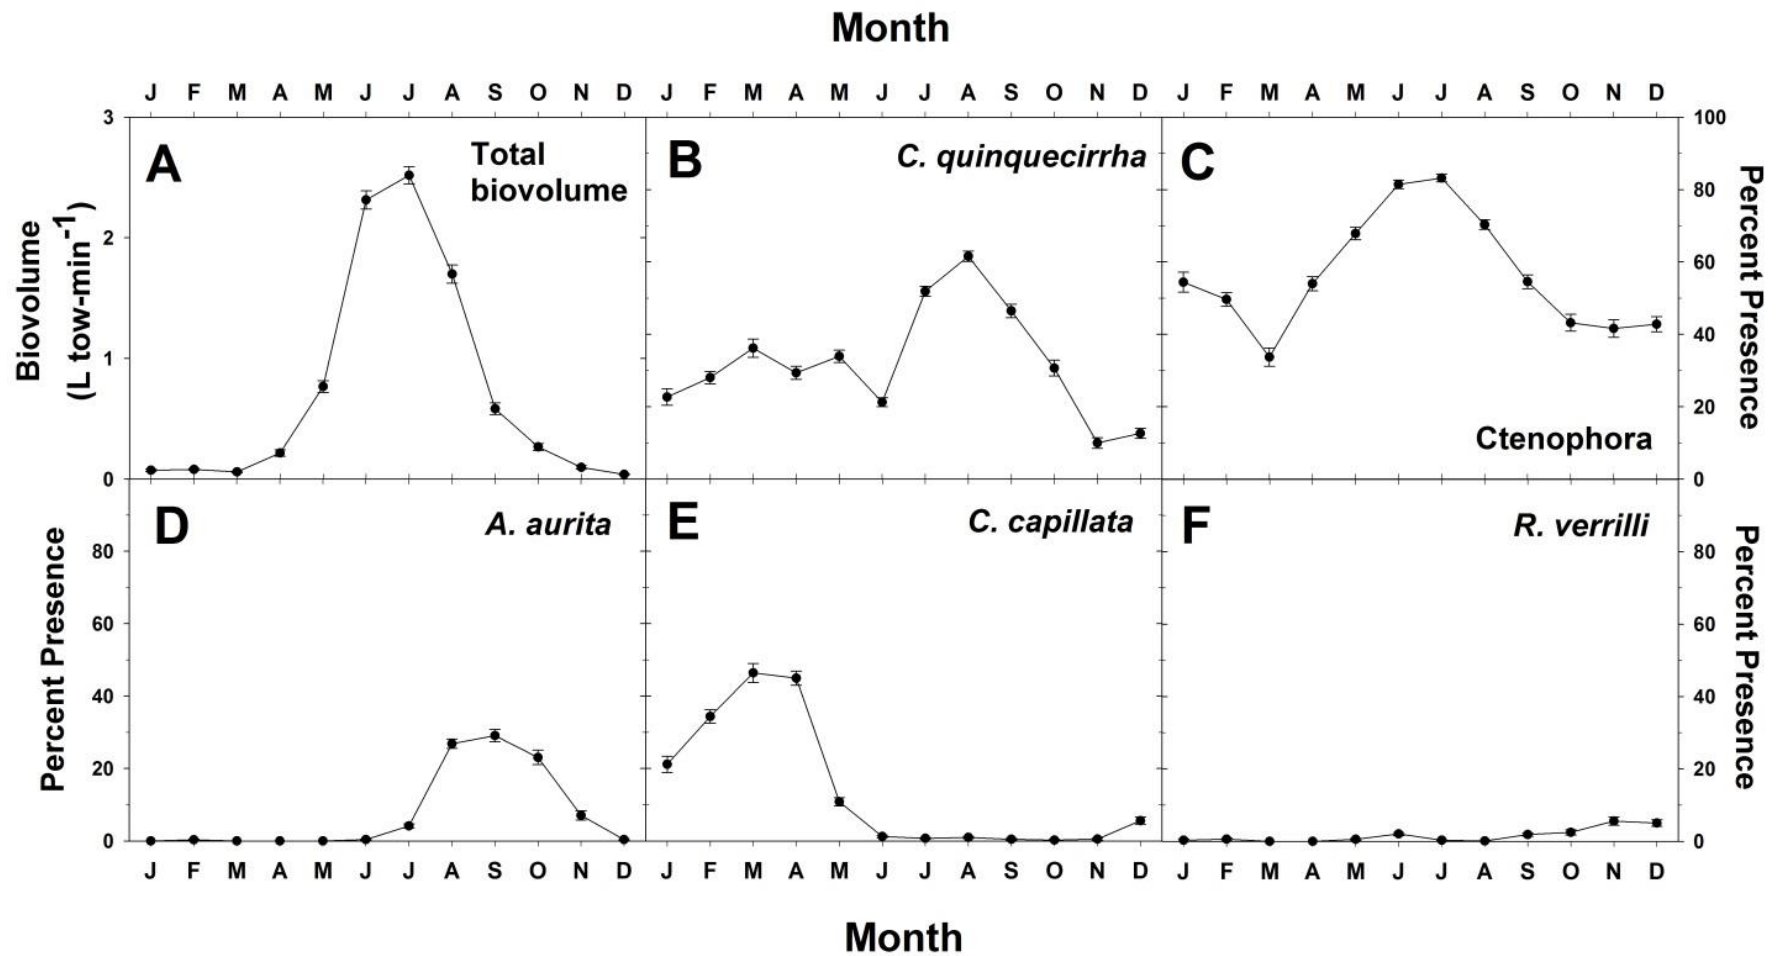 Month
J F M A M J J A S O N D J F M A M J J A S O N D J F M A M J J A S O N D
3 100
A Total B C. quinquecirrha C
biovolume
80
2
60
Biovolume
(L tow-min-1)
Percent Presence
1
40
20
Ctenophora
0 0
D A. aurita E C. capillata F R. verrilli
80 80
60 60
Percent Presence
Percent Presence
40 40
20 20
0 0
J F M A M J J A S O N D J F M A M J J A S O N D J F M A M J J A S O N D
Month